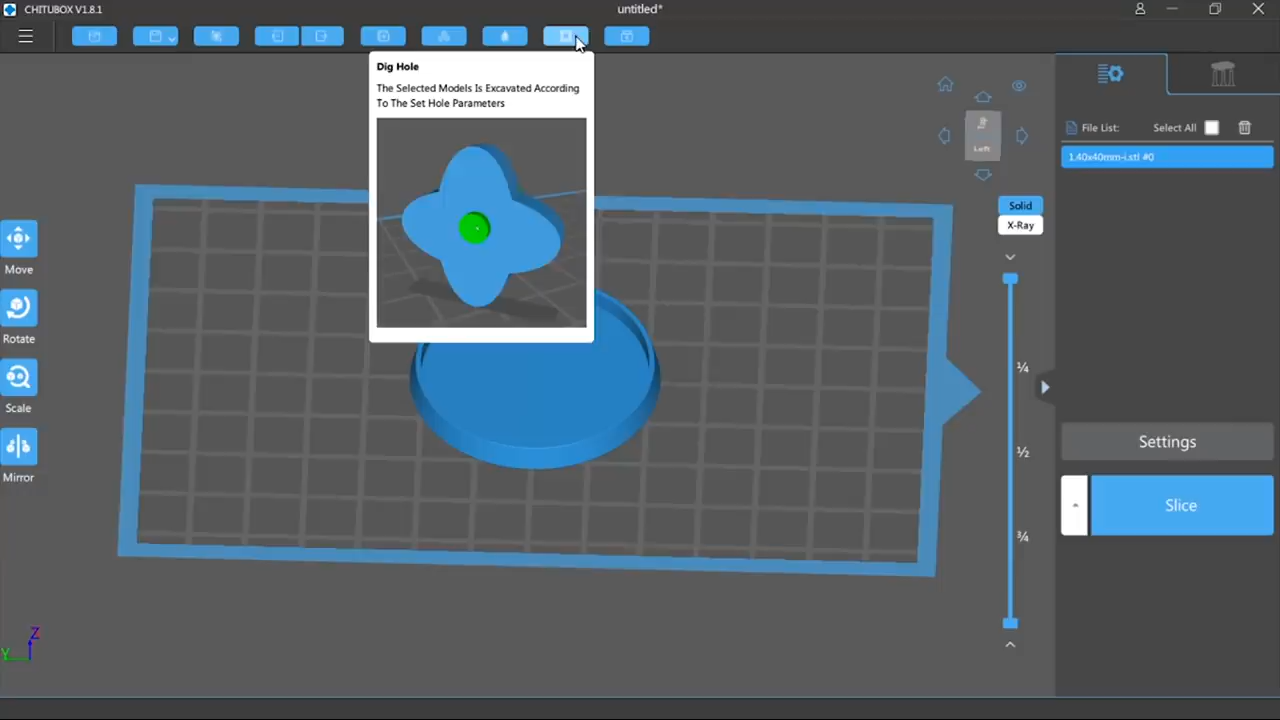 CHITUBOX V1.8.1
untitled*
Dig Hole
The Selected Models Is Excavated According
To The Set Hole Parameters
File List:
Select All
1.40x40mm-i.stl #0
Left
Solid
X-Ray
Move
Rotate
Scale
Mirror
¼
½
¾
Settings
Slice
Z
Y